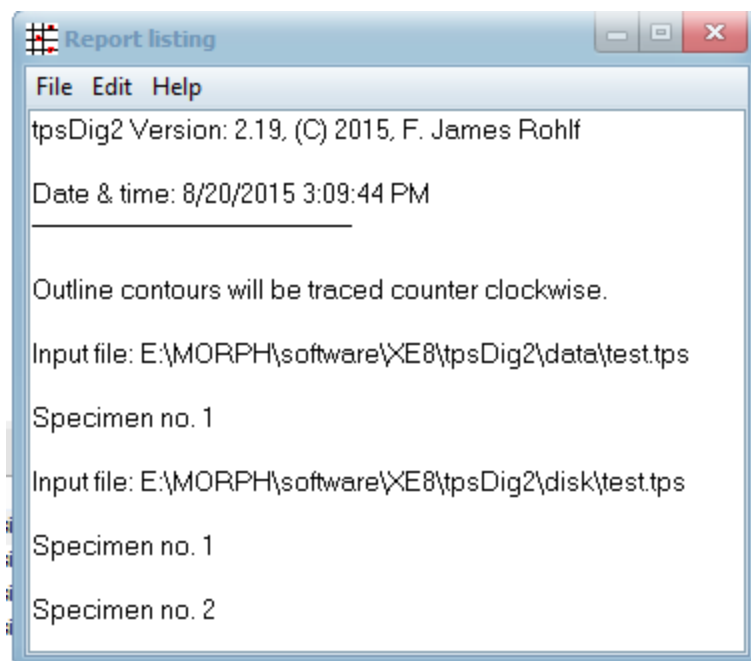 Report listing
File Edit Help
tpsDig2 Version: 2.19, (C) 2015, F. James Rohlf
Date & time: 8/20/2015 3:09:44 PM
Outline contours will be traced counter clockwise.
Input file: E:\MORPH\software\XE8\tpsDig2\data\test.tps
Specimen no. 1
Input file: E:\MORPH\software\XE8\tpsDig2\disk\test.tps
Specimen no. 1
Specimen no. 2